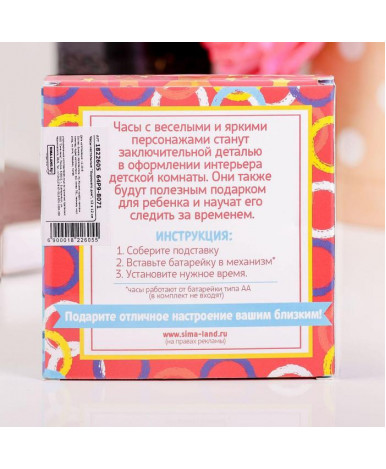 Часы с веселыми и яркими
персонажами станут
заключительной деталью
в оформлении интерьера
детской комнаты. Они также
будут полезным подарком
для ребенка и научат его
следить за временем.
ИНСТРУКЦИЯ:
1. Соберите подставку
2. Вставьте батарейку в механизм*
3. Установите нужное время.
*часы работают от батарейки типа АА
(в комплект не входят)
Подарите отличное настроение вашим близким!
www.sima-land.ru
(на правах рекламы)
6900018226055